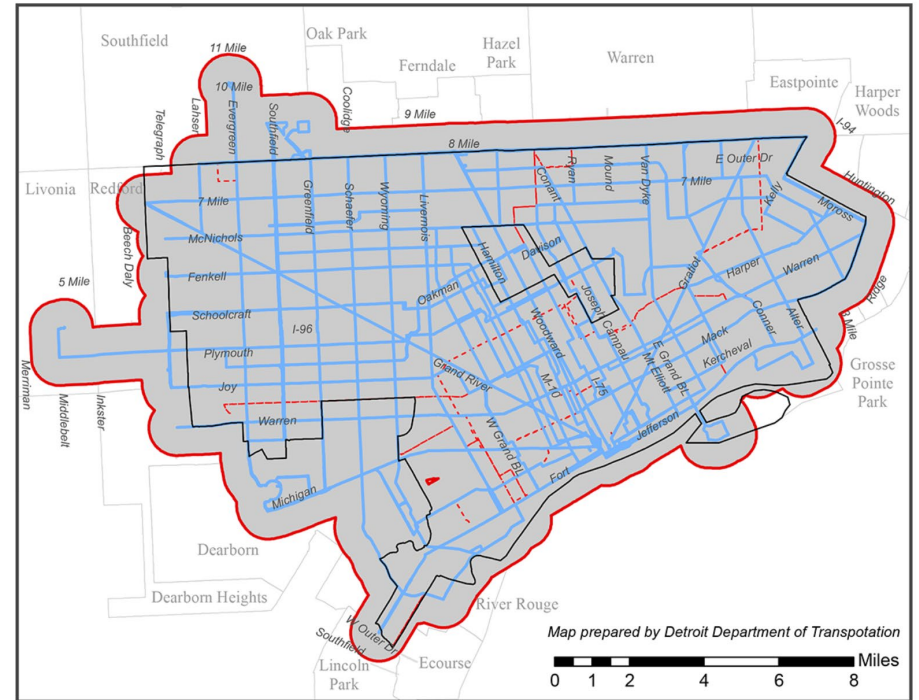 Southfield
Oak Park
Hazel
Park
Ferndale
Warren
Eastpointe
Harper
Woods
11 Mile
10 Mile
9 Mile
8 Mile
I-94
Telegraph
Lahser
Evergreen
Southfield
Coolidge
Livonia
Redford
7 Mile
McNichols
Fenkell
Schoolcraft
I-96
Plymouth
Joy
Warren
Michigan
Greenfield
Schaefer
Wyoming
Livernois
Oakman
Hamilton
Davison
Conant
Ryan
Mound
Van Dyke
E Outer Dr
7 Mile
Kelly
Moross
Huntington
Gratiot
Harper
Warren
Ridge
8 Mile
Conner
Alter
Mack
Kercheval
E Grand BL
Mt Elliott
Joseph Campau
Woodward
M-10
I-75
Grand River
W Grand BL
Jefferson
Fort
Beech Daly
5 Mile
Merriman
Middlebelt
Inkster
Grosse
Pointe
Park
Dearborn
Dearborn Heights
River Rouge
W Outer Dr
Southfield
Lincoln
Park
Ecourse
Map prepared by Detroit Department of Transpotation
Miles
0 1 2 4 6 8